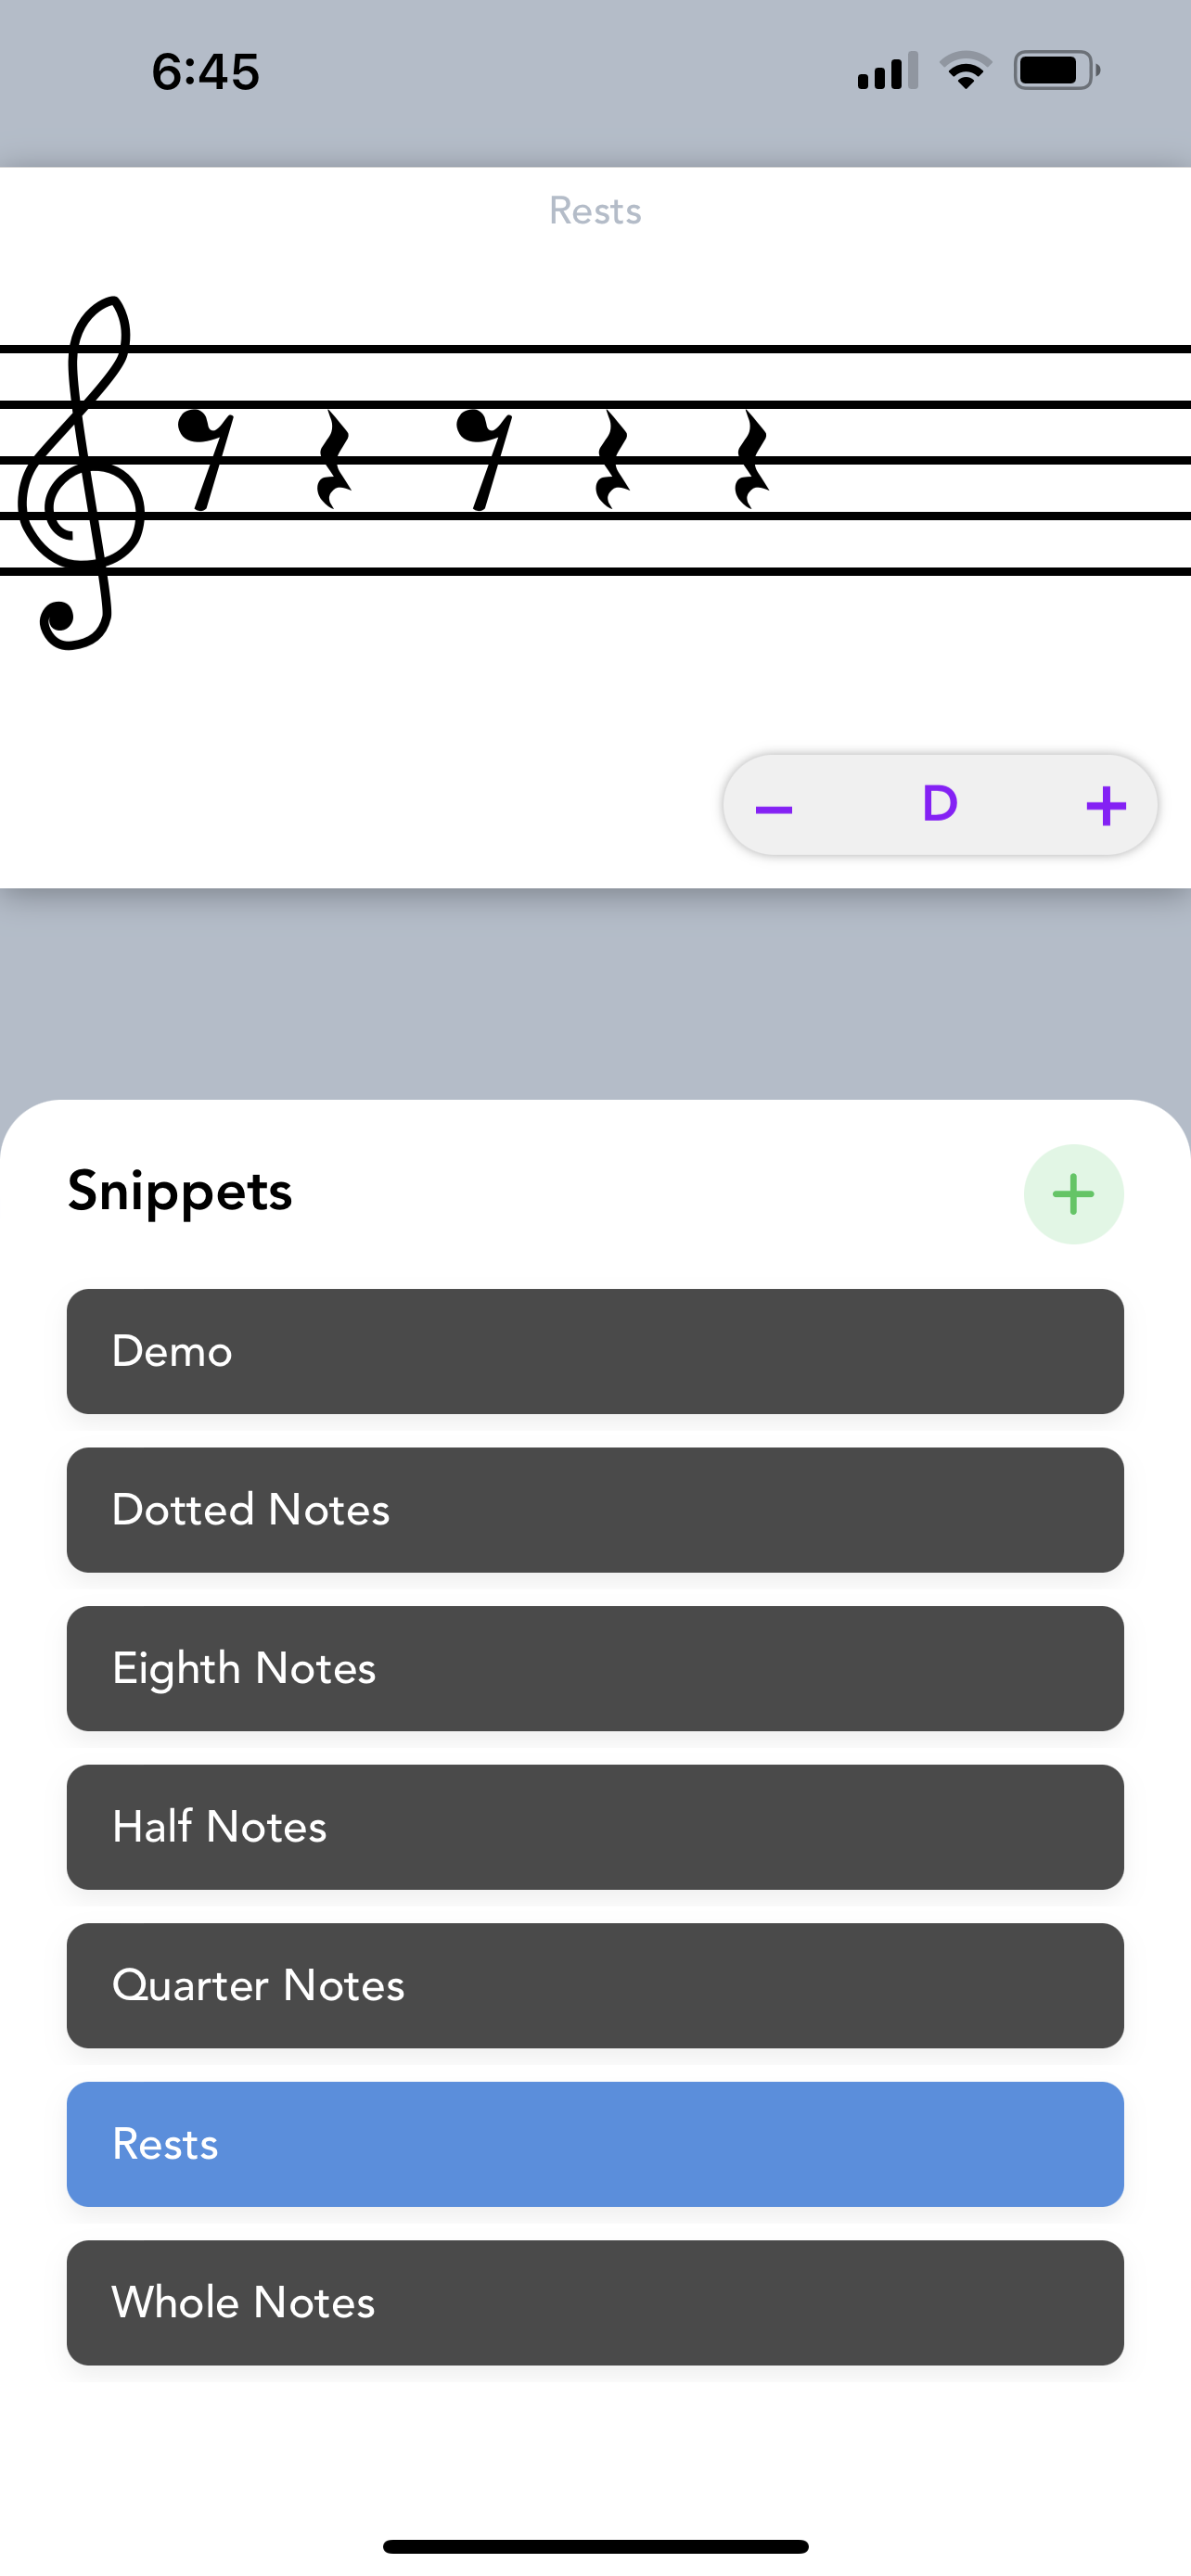 6:45
Rests
D
Snippets
Demo
Dotted Notes
Eighth Notes
Half Notes
Quarter Notes
Rests
Whole Notes